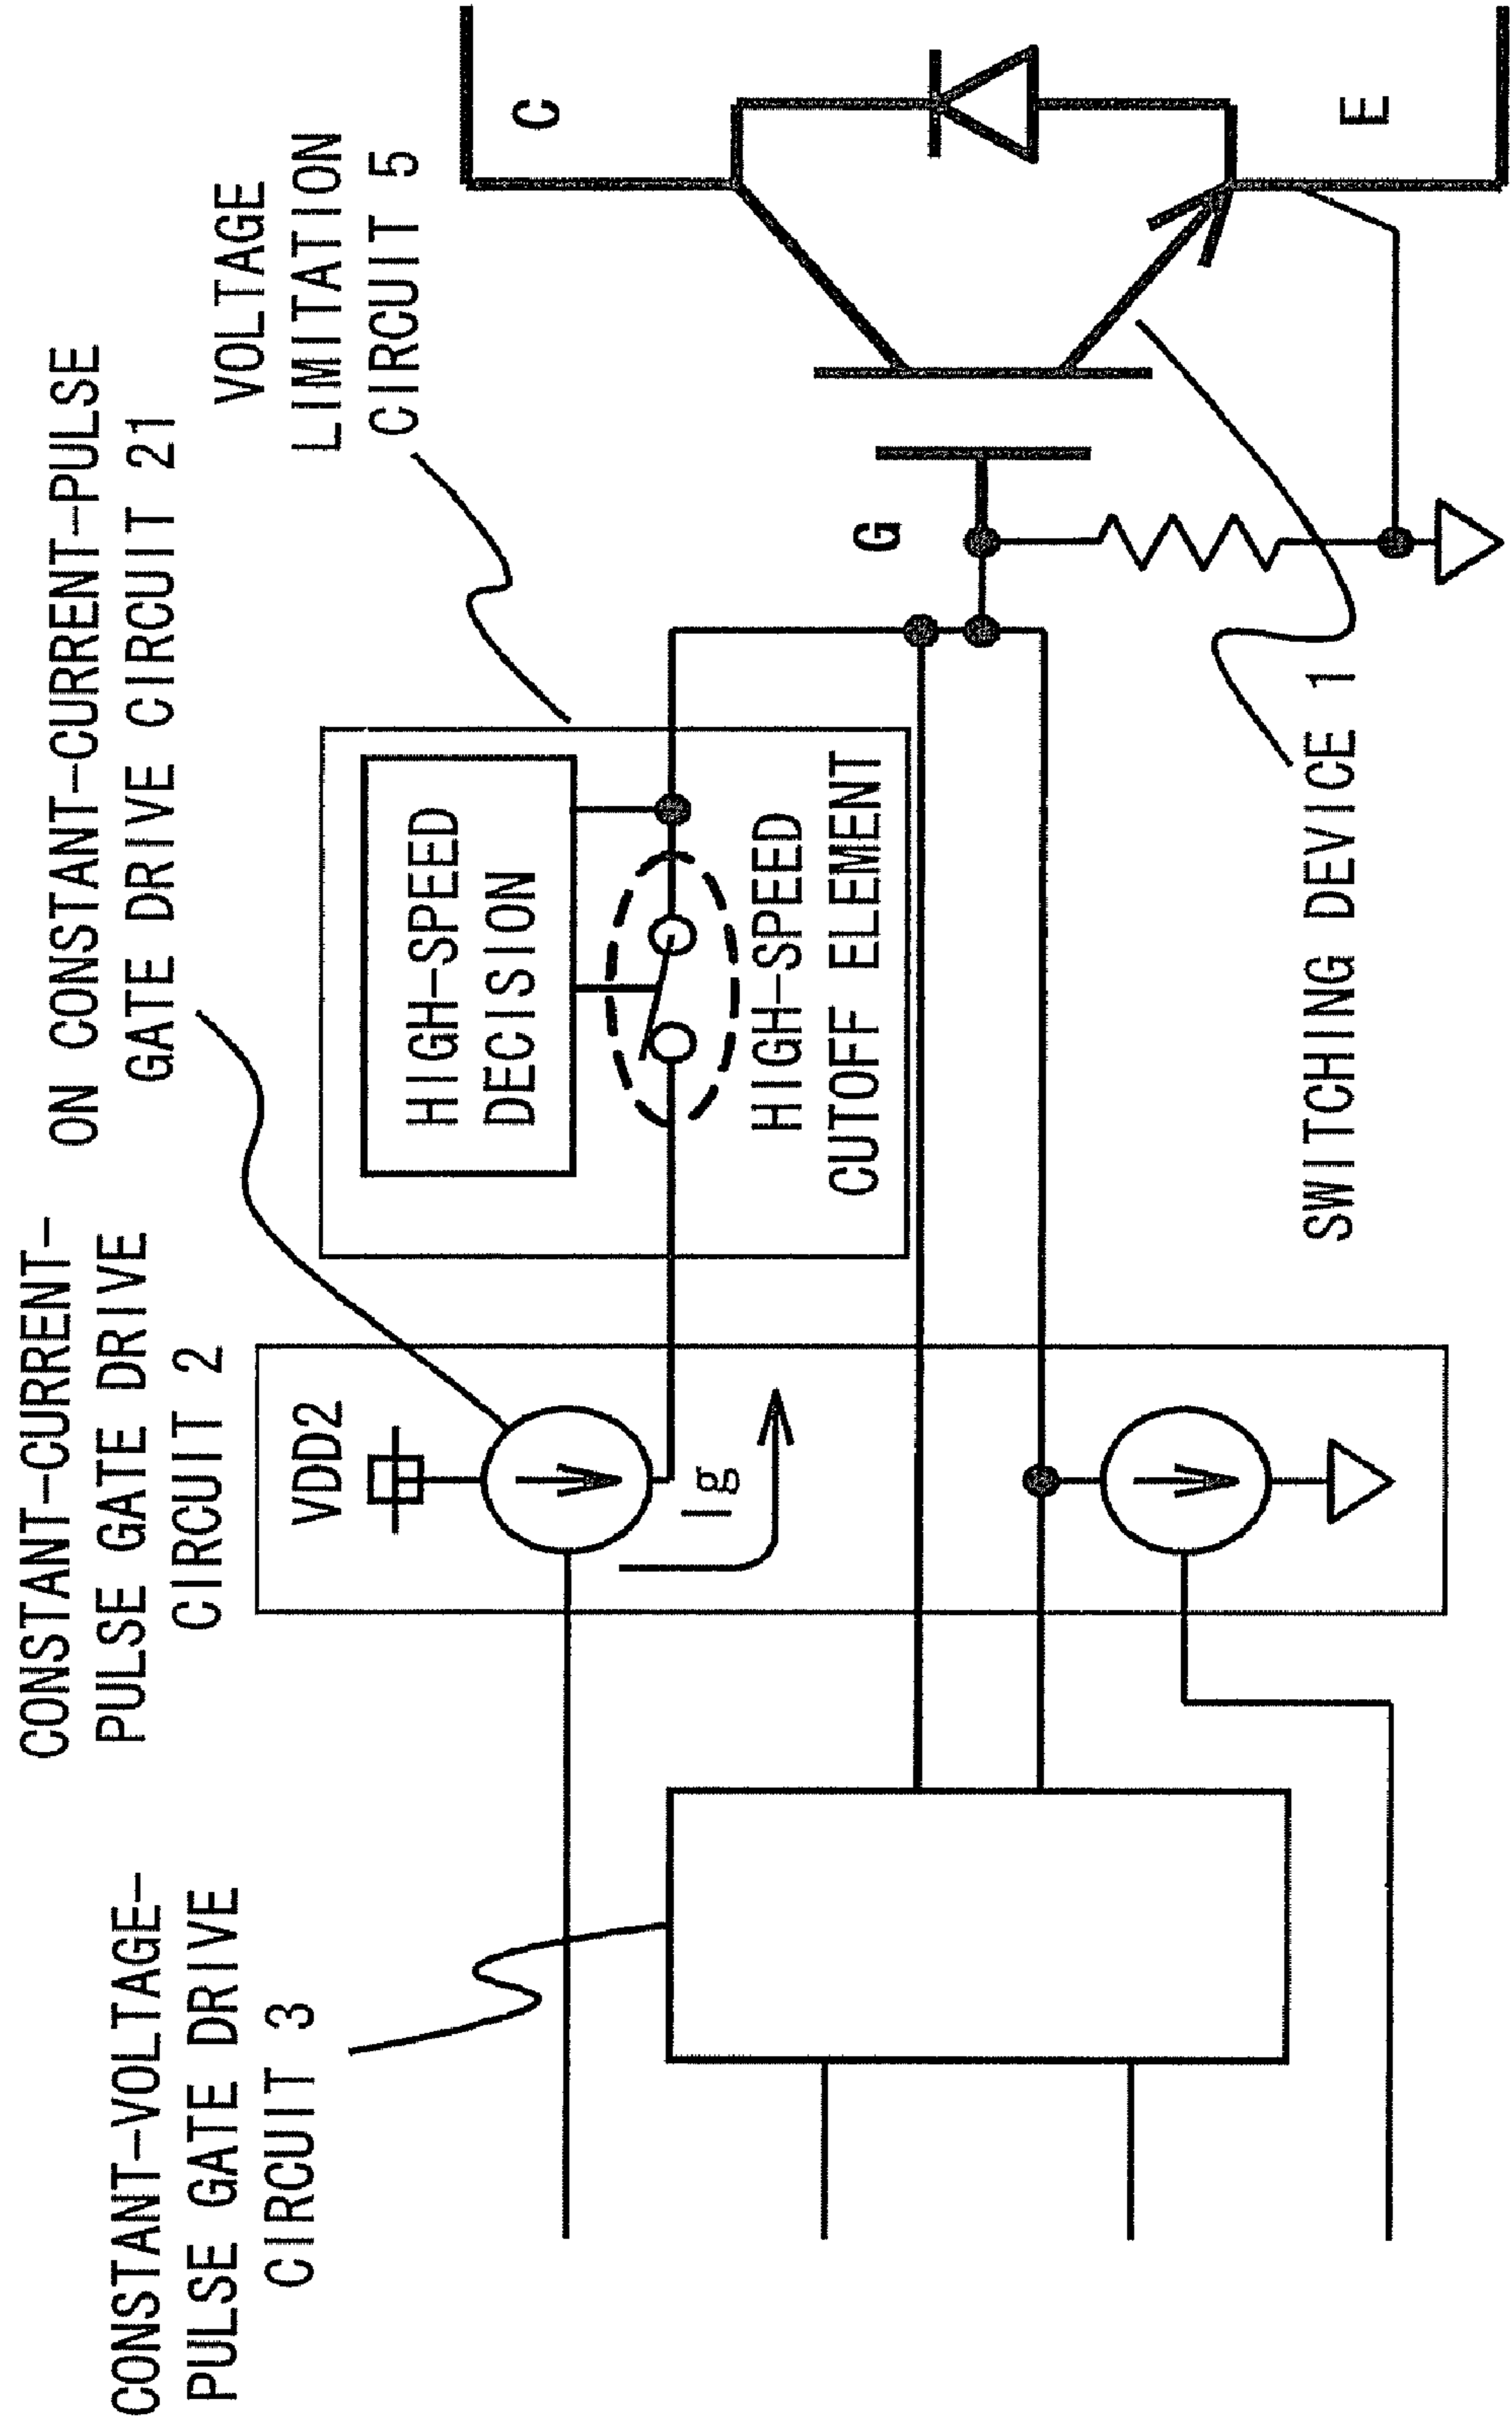 CONSTANT-VOLTAGE-
PULSE GATE DRIVE
CIRCUIT 3
CONSTANT-CURRENT-
PULSE GATE DRIVE
CIRCUIT 2
ON CONSTANT-CURRENT-PULSE
GATE DRIVE CIRCUIT 21
VOLTAGE
LIMITATION
CIRCUIT 5
VDD2
Ig
HIGH-SPEED
DECISION
HIGH-SPEED
CUTOFF ELEMENT
G
C
E
SWITCHING DEVICE 1